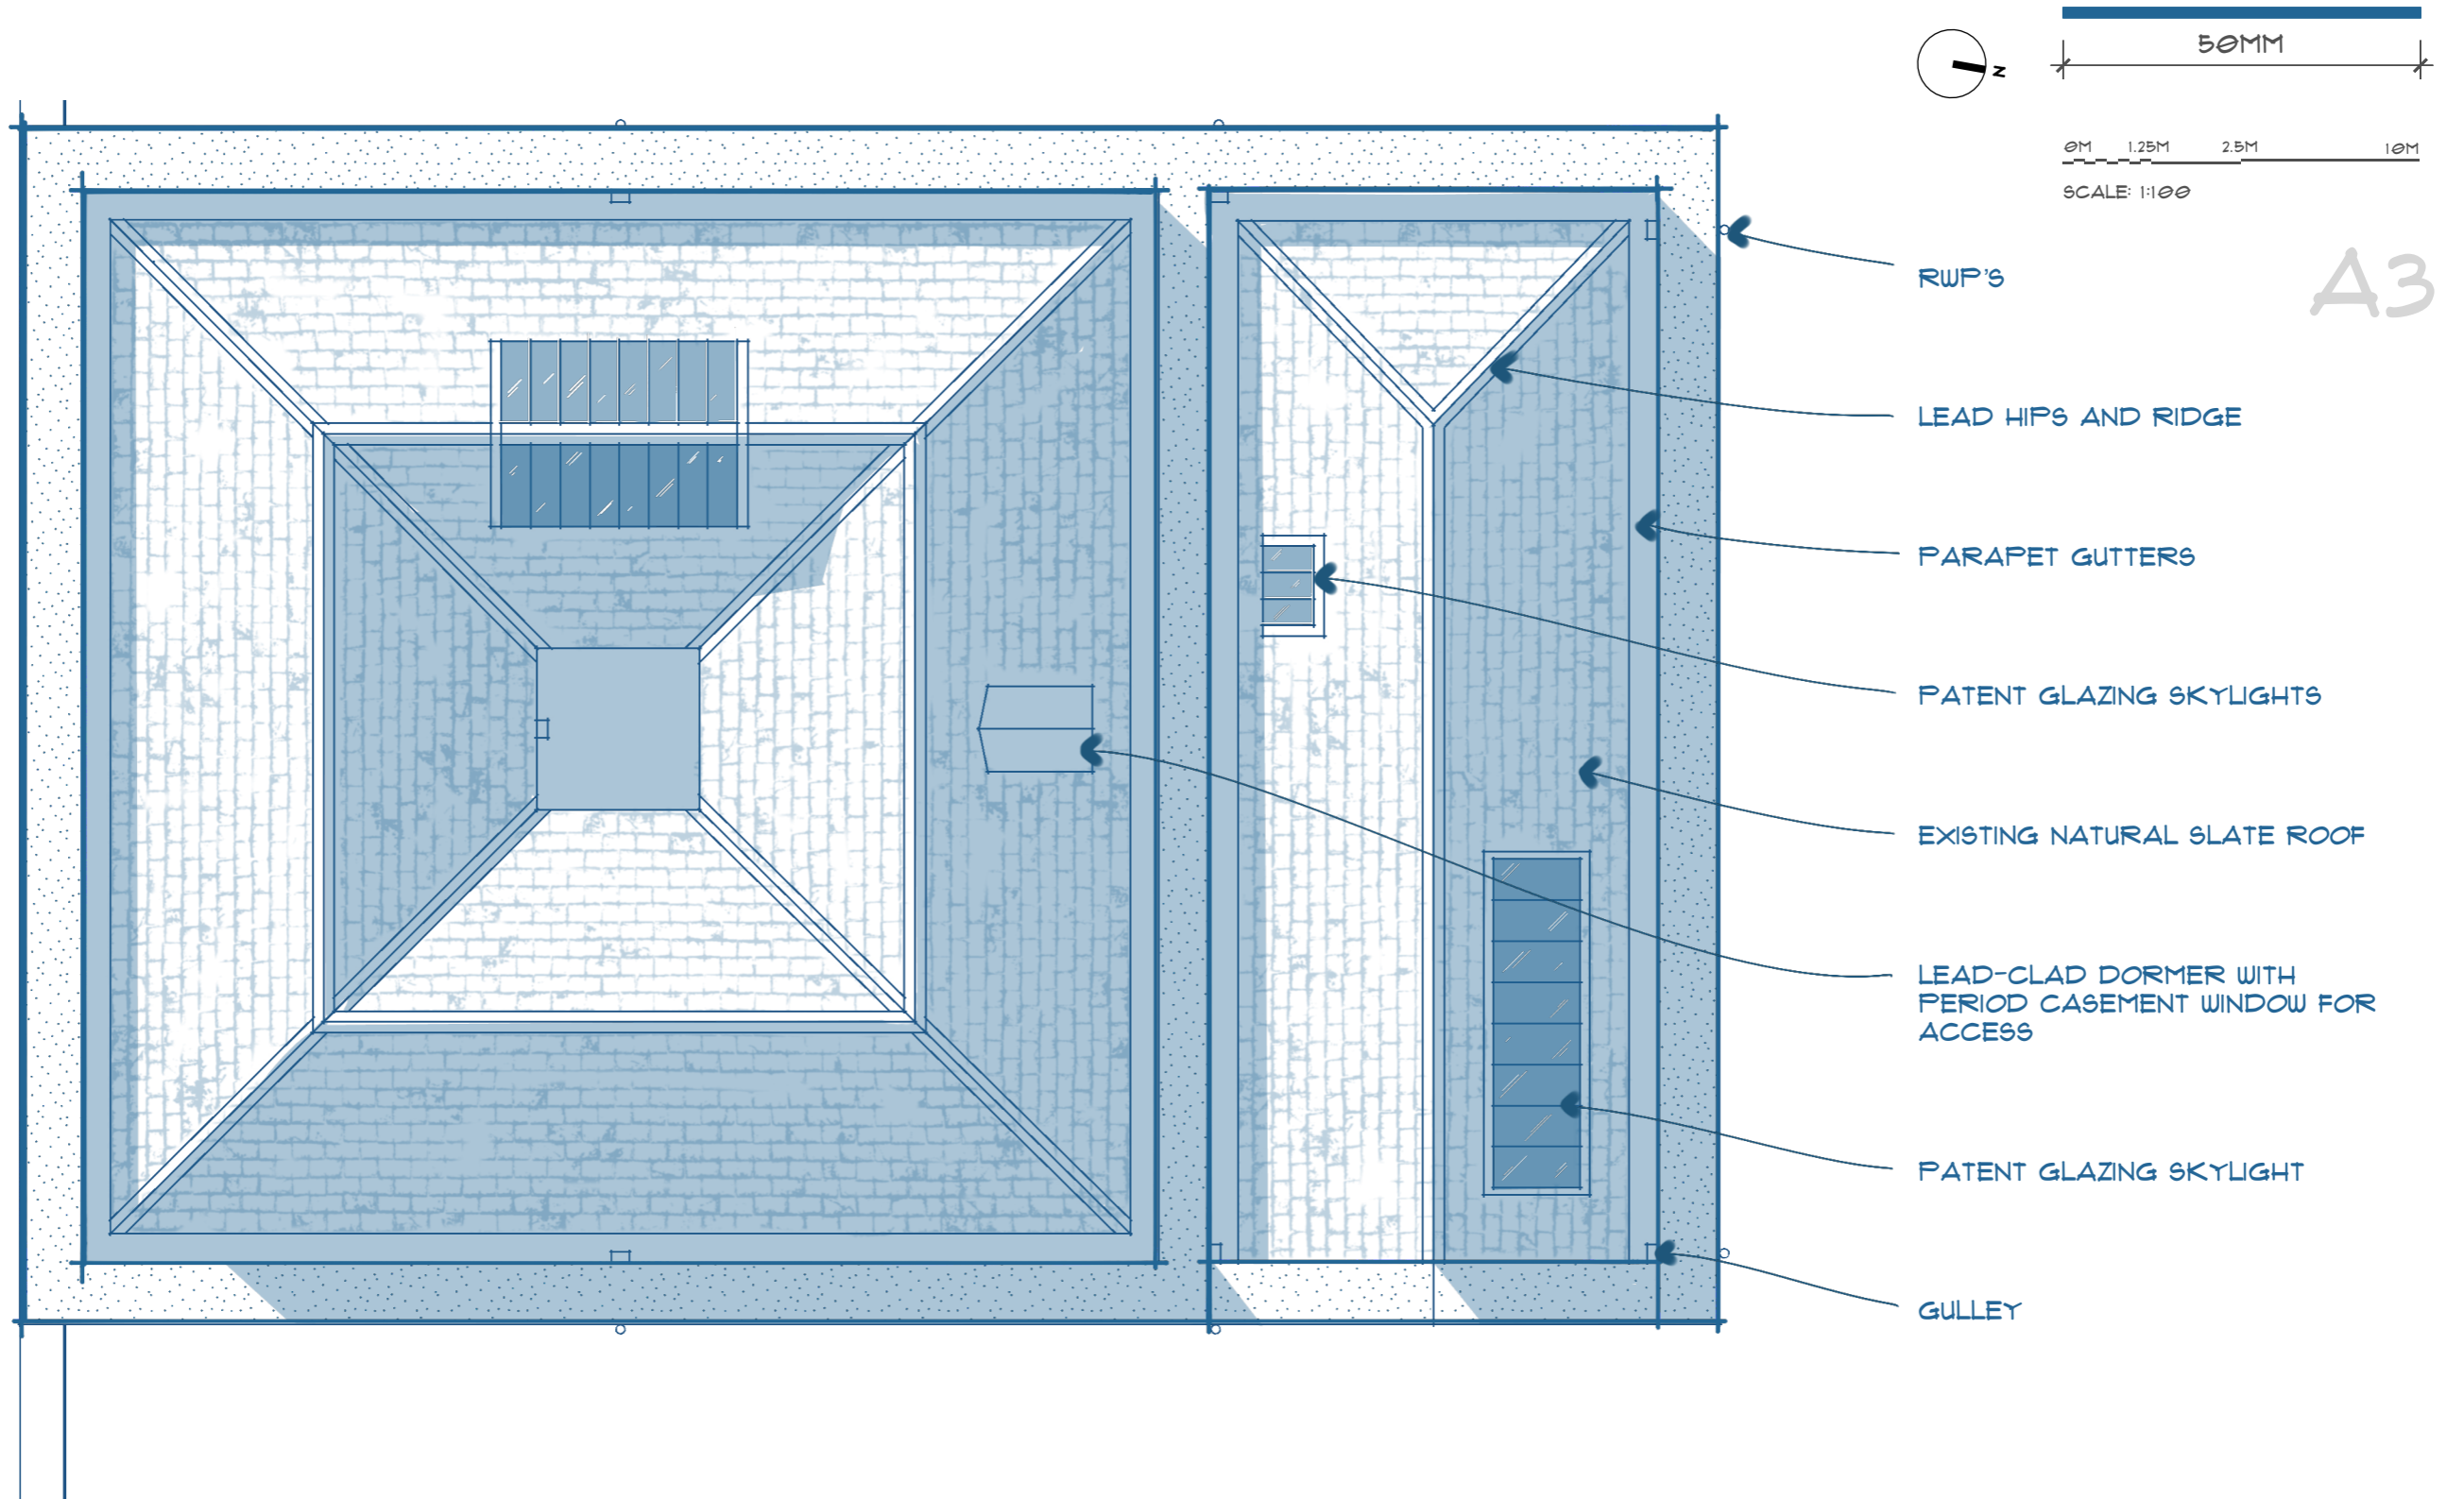 50MM
N
0M 1.25M 2.5M 10M
SCALE: 1:100
A3
RWP'S
LEAD HIPS AND RIDGE
PARAPET GUTTERS
PATENT GLAZING SKYLIGHTS
EXISTING NATURAL SLATE ROOF
LEAD-CLAD DORMER WITH
PERIOD CASEMENT WINDOW FOR
ACCESS
PATENT GLAZING SKYLIGHT
GULLEY